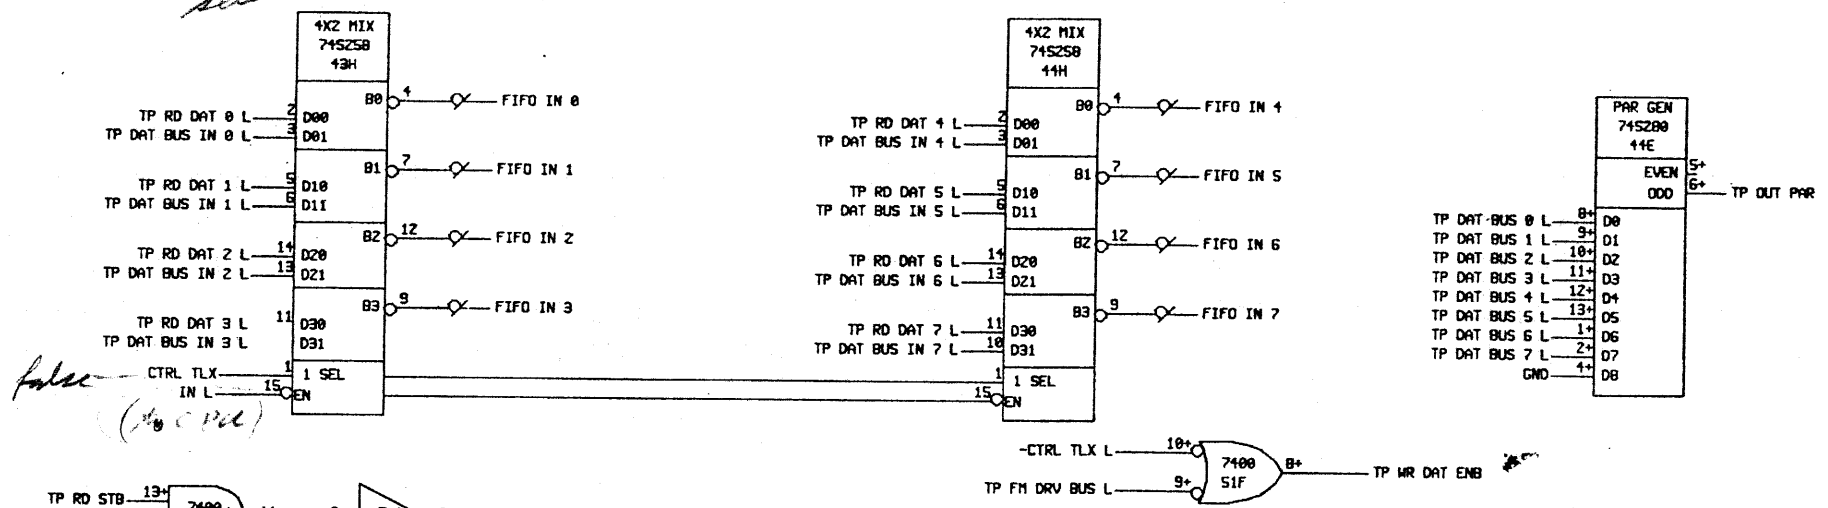 4X2 MIX
74S258
43H
B0 4 FIFO IN 0
TP RD DAT 0 L 2 D00
TP DAT BUS IN 0 L 3 D01
B1 7 FIFO IN 1
TP RD DAT 1 L 5 D10
TP DAT BUS IN 1 L 6 D11
B2 12 FIFO IN 2
TP RD DAT 2 L 14 D20
TP DAT BUS IN 2 L 13 D21
B3 9 FIFO IN 3
TP RD DAT 3 L 11 D30
TP DAT BUS IN 3 L D31
false CTRL TLX 1 1 SEL
IN L 15 EN
4X2 MIX
74S258
44H
B0 4 FIFO IN 4
TP RD DAT 4 L 2 D00
TP DAT BUS IN 4 L 3 D01
B1 7 FIFO IN 5
TP RD DAT 5 L 5 D10
TP DAT BUS IN 5 L 6 D11
B2 12 FIFO IN 6
TP RD DAT 6 L 14 D20
TP DAT BUS IN 6 L 13 D21
B3 9 FIFO IN 7
TP RD DAT 7 L 11 D30
TP DAT BUS IN 7 L 10 D31
1 1 SEL
15 EN
PAR GEN
74S280
44E
EVEN 5+
ODD 6+ TP OUT PAR
TP DAT BUS 0 L 8+ D0
TP DAT BUS 1 L 9+ D1
TP DAT BUS 2 L 10+ D2
TP DAT BUS 3 L 11+ D3
TP DAT BUS 4 L 12+ D4
TP DAT BUS 5 L 13+ D5
TP DAT BUS 6 L 1+ D6
TP DAT BUS 7 L 2+ D7
GND 4+ D8
-CTRL TLX L 10+
7400 8+ TP WR DAT ENB
51F
TP FM DRV BUS L 9+
TP RD STB 13+
7400